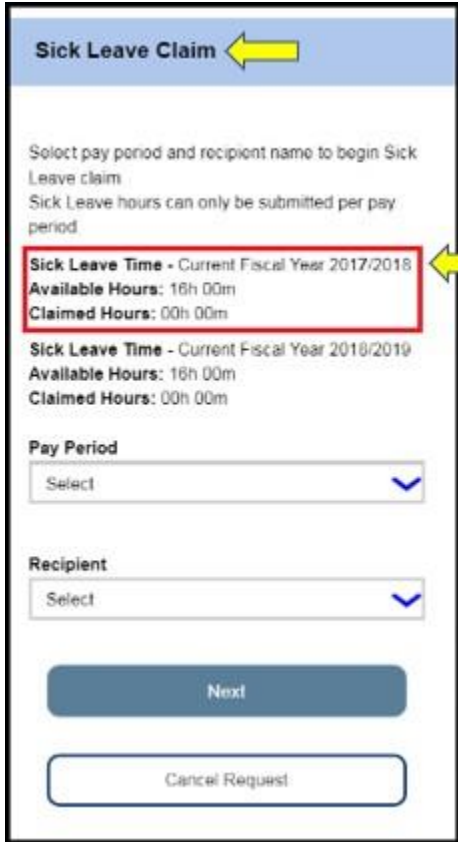 Sick Leave Claim
Select pay period and recipient name to begin Sick
Leave claim
Sick Leave hours can only be submitted per pay
period
Sick Leave Time - Current Fiscal Year 2017/2018
Available Hours: 16h 00m
Claimed Hours: 00h 00m
Sick Leave Time - Current Fiscal Year 2018/2019
Available Hours: 16h 00m
Claimed Hours: 00h 00m
Pay Period
Select
Recipient
Select
Next
Cancel Request